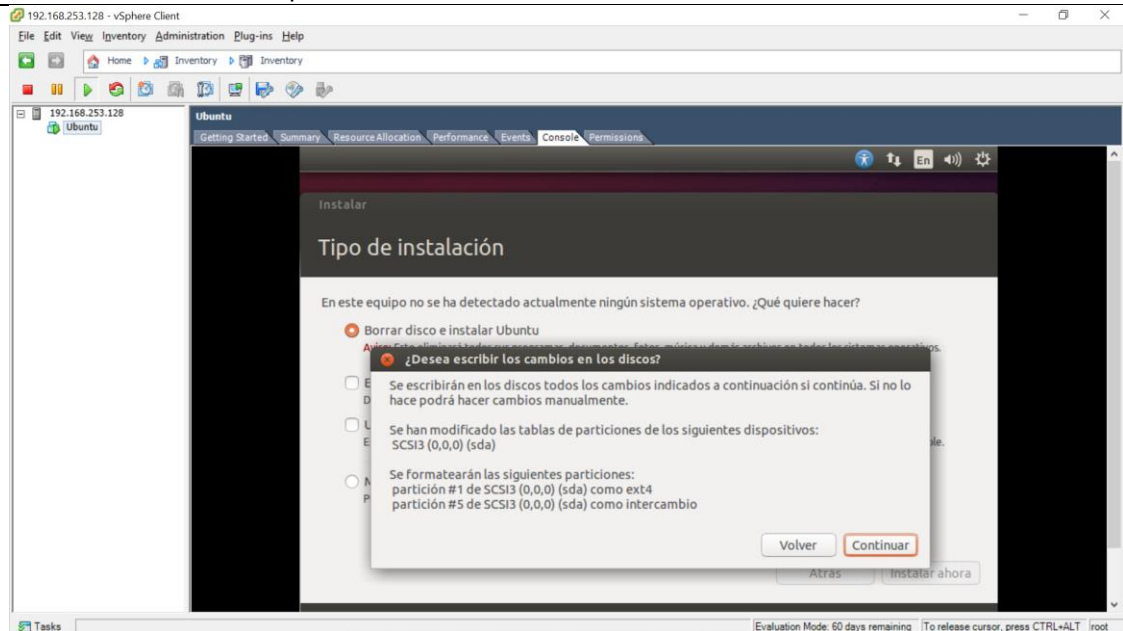 192.168.253.128 - vSphere Client
File Edit View Inventory Administration Plug-ins Help
Home Inventory Inventory
192.168.253.128
Ubuntu
Ubuntu
Getting Started Summary Resource Allocation Performance Events Console Permissions
En
Instalar
Tipo de instalación
En este equipo no se ha detectado actualmente ningún sistema operativo. ¿Qué quiere hacer?
Borrar disco e instalar Ubuntu
¿Desea escribir los cambios en los discos?
Se escribirán en los discos todos los cambios indicados a continuación si continúa. Si no lo
hace podrá hacer cambios manualmente.
Se han modificado las tablas de particiones de los siguientes dispositivos:
SCSI3 (0,0,0) (sda)
Se formatearán las siguientes particiones:
partición #1 de SCSI3 (0,0,0) (sda) como ext4
partición #5 de SCSI3 (0,0,0) (sda) como intercambio
Volver Continuar
Atrás Instalar ahora
Tasks Evaluation Mode: 60 days remaining To release cursor, press CTRL+ALT root